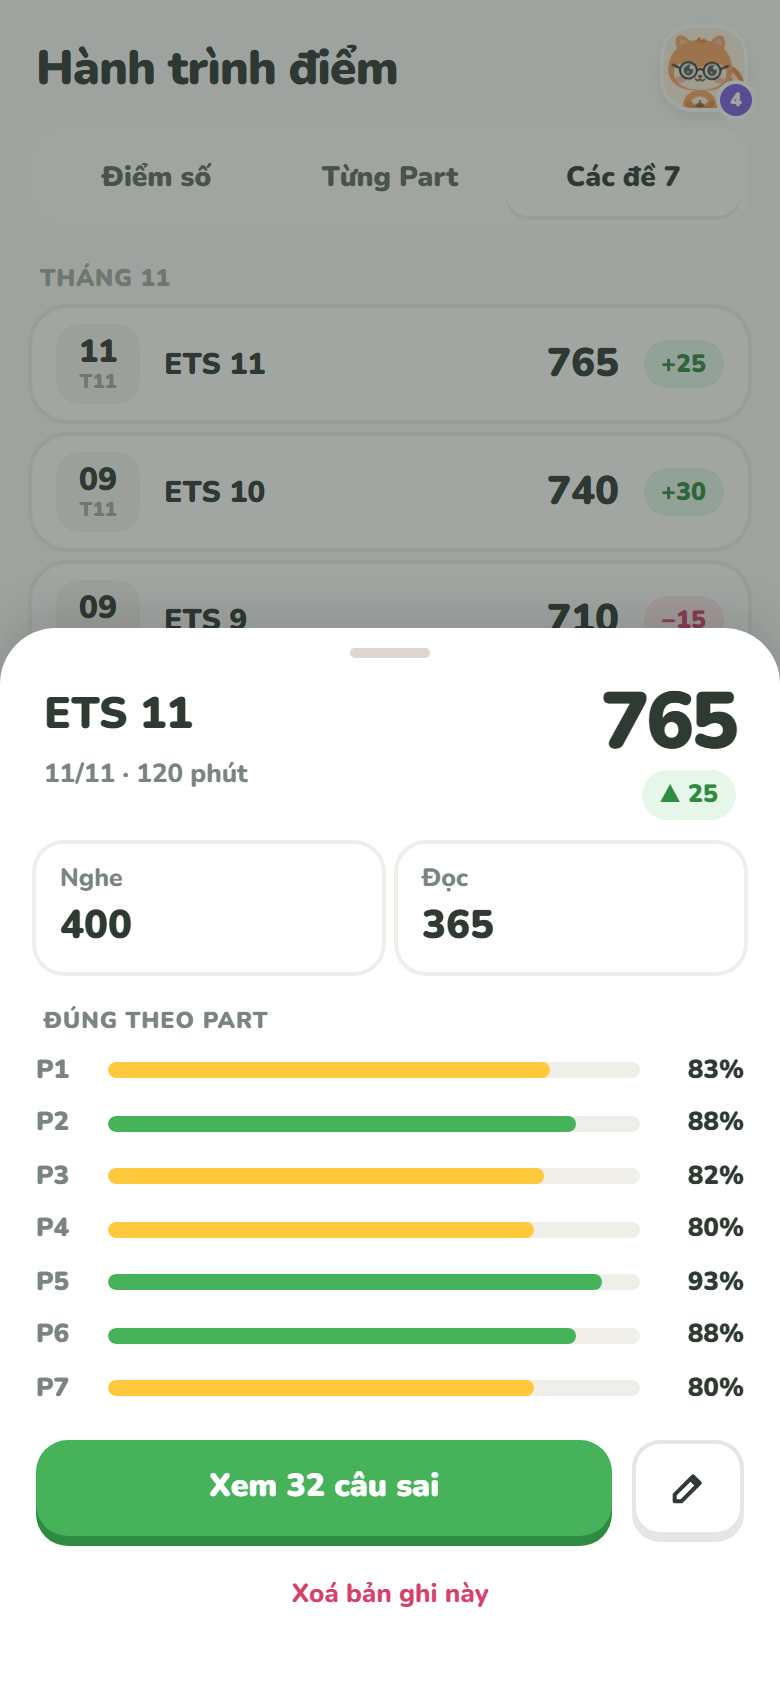 Hành trình điểm
4
Điểm số
Từng Part
Các đề 7
THÁNG 11
11
T11
ETS 11
765
+25
09
T11
ETS 10
740
+30
09
ETS 9
710
−15
ETS 11
765
11/11 · 120 phút
▲ 25
Nghe
400
Đọc
365
ĐÚNG THEO PART
P1 83%
P2 88%
P3 82%
P4 80%
P5 93%
P6 88%
P7 80%
Xem 32 câu sai
Xoá bản ghi này